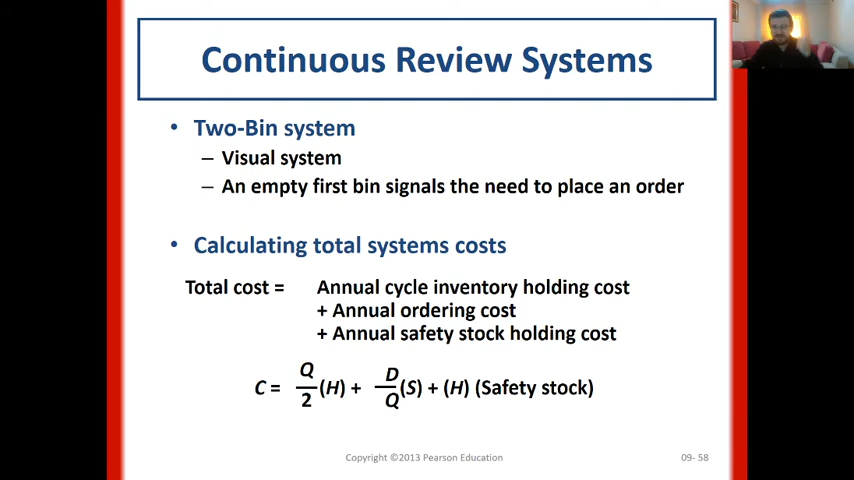 Continuous Review Systems
• Two-Bin system
– Visual system
– An empty first bin signals the need to place an order
• Calculating total systems costs
Total cost = Annual cycle inventory holding cost
+ Annual ordering cost
+ Annual safety stock holding cost
C = Q/2 (H) + D/Q (S) + (H) (Safety stock)
Copyright ©2013 Pearson Education 09- 58